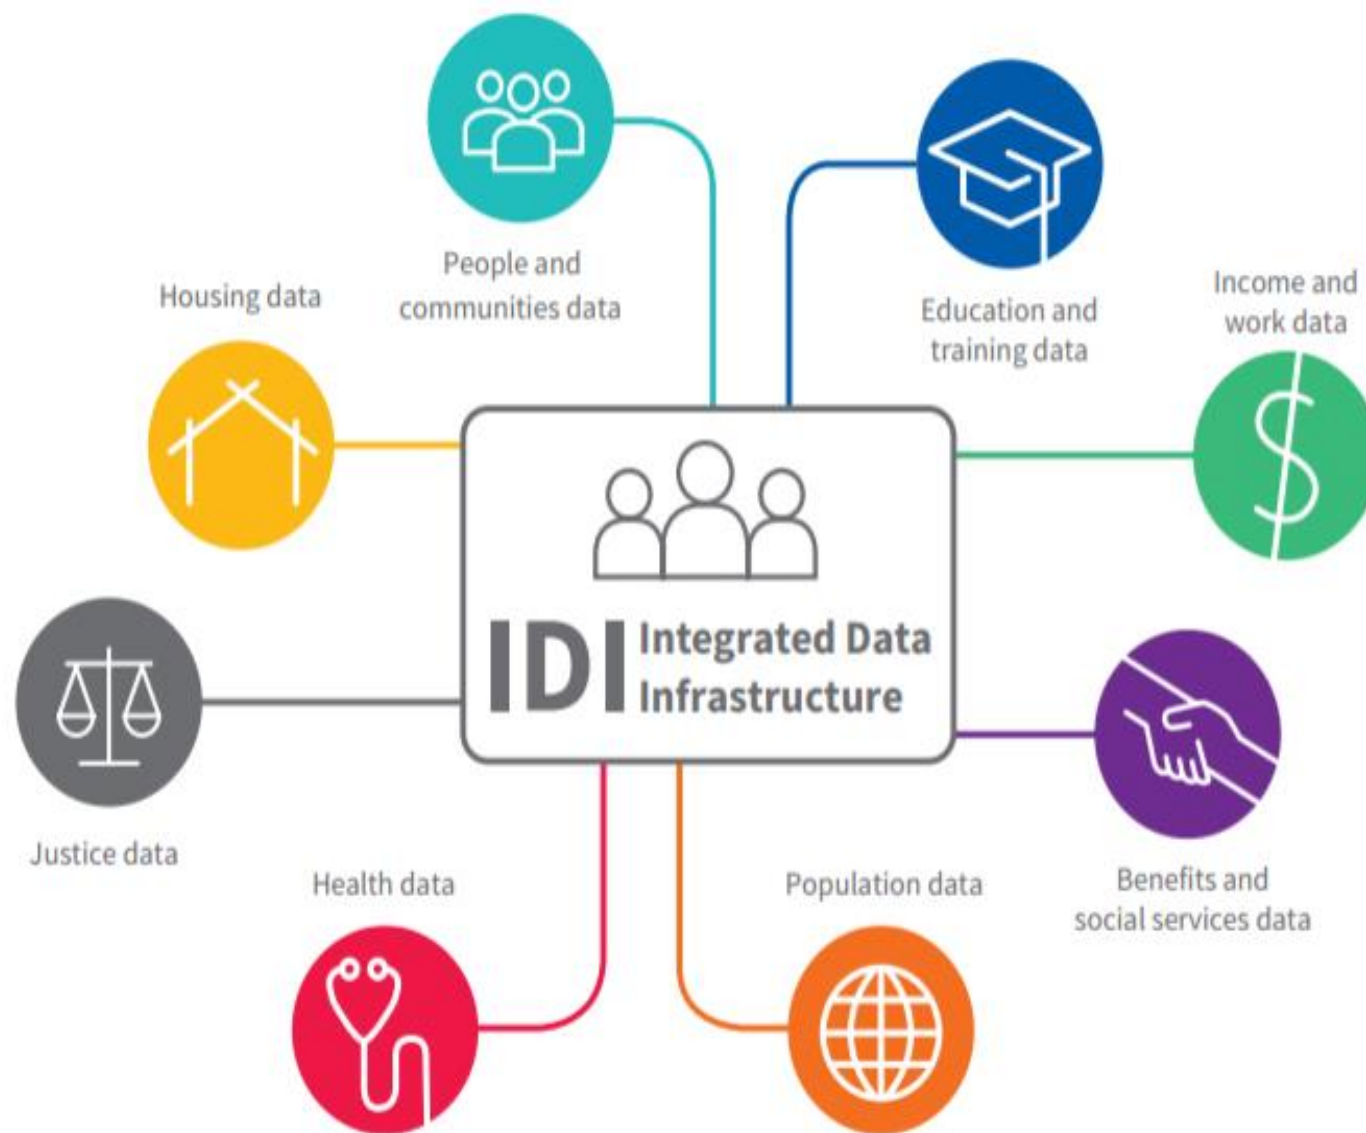 People and
communities data
Education and
training data
Housing data
Income and
work data
IDI
Integrated Data
Infrastructure
Justice data
Health data
Population data
Benefits and
social services data